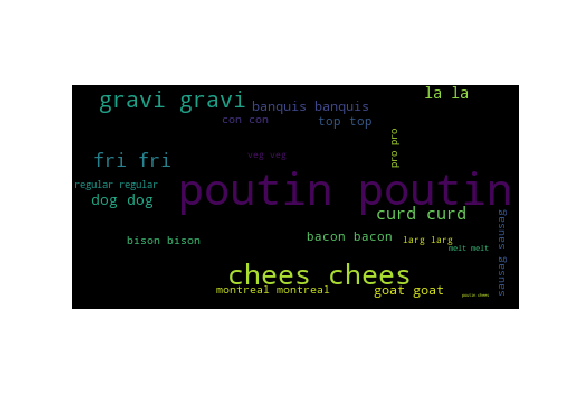 la la
gravi gravi
banquis banquis
con con
top top
pro pro
veg veg
fri fri
regular regular
poutin poutin
dog dog
curd curd
gesnes gesnes
bacon bacon
bison bison
larg larg
melt melt
chees chees
montreal montreal
goat goat
poutin chees